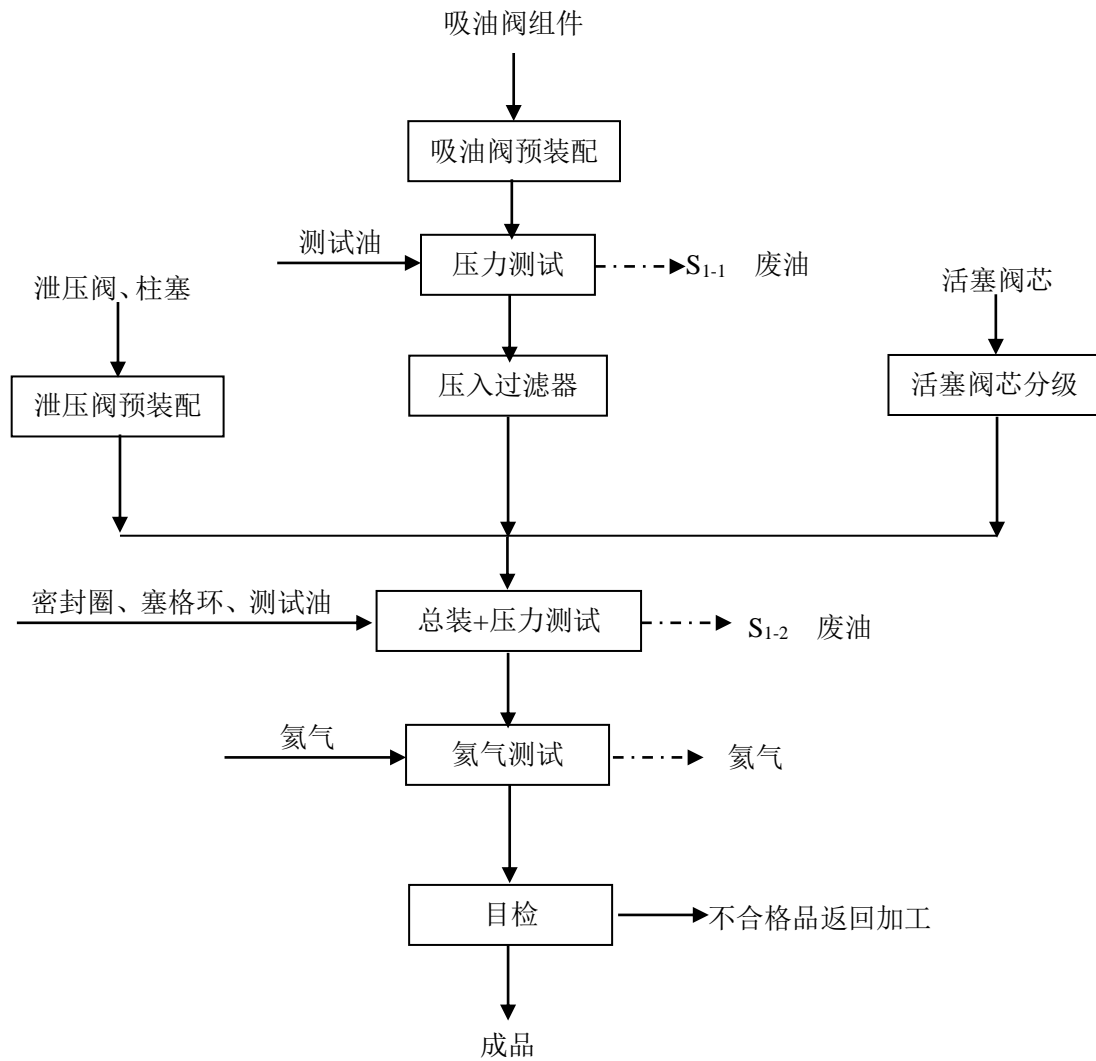 吸油阀组件
吸油阀预装配
测试油
压力测试
S1-1 废油
泄压阀、柱塞
活塞阀芯
泄压阀预装配
压入过滤器
活塞阀芯分级
密封圈、塞格环、测试油
总装+压力测试
S1-2 废油
氦气
氦气测试
氦气
目检
不合格品返回加工
成品